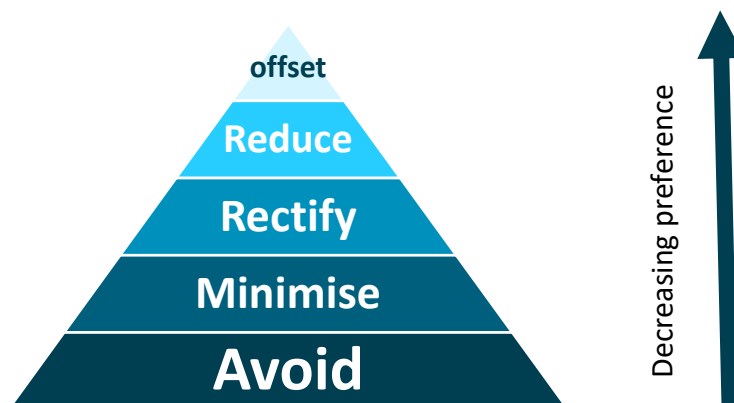 offset
Reduce
Rectify
Minimise
Avoid
Decreasing preference